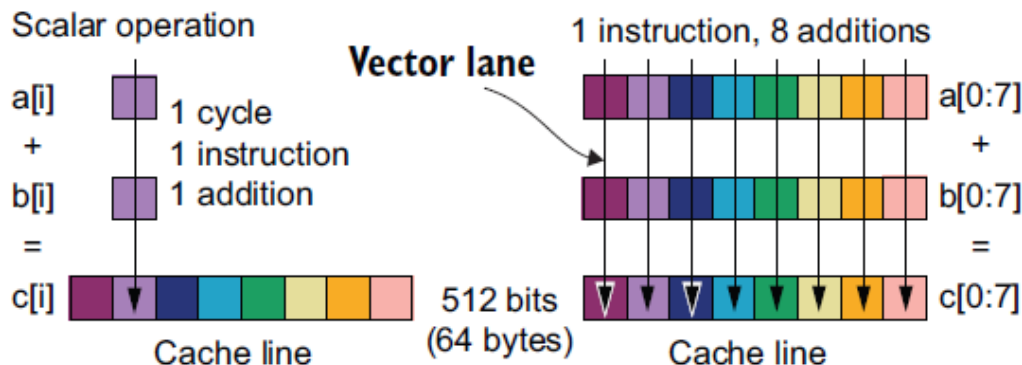 Scalar operation
a[i]
+
b[i]
=
c[i]
1 cycle
1 instruction
1 addition
Cache line
512 bits
(64 bytes)
Vector lane
1 instruction, 8 additions
a[0:7]
+
b[0:7]
=
c[0:7]
Cache line